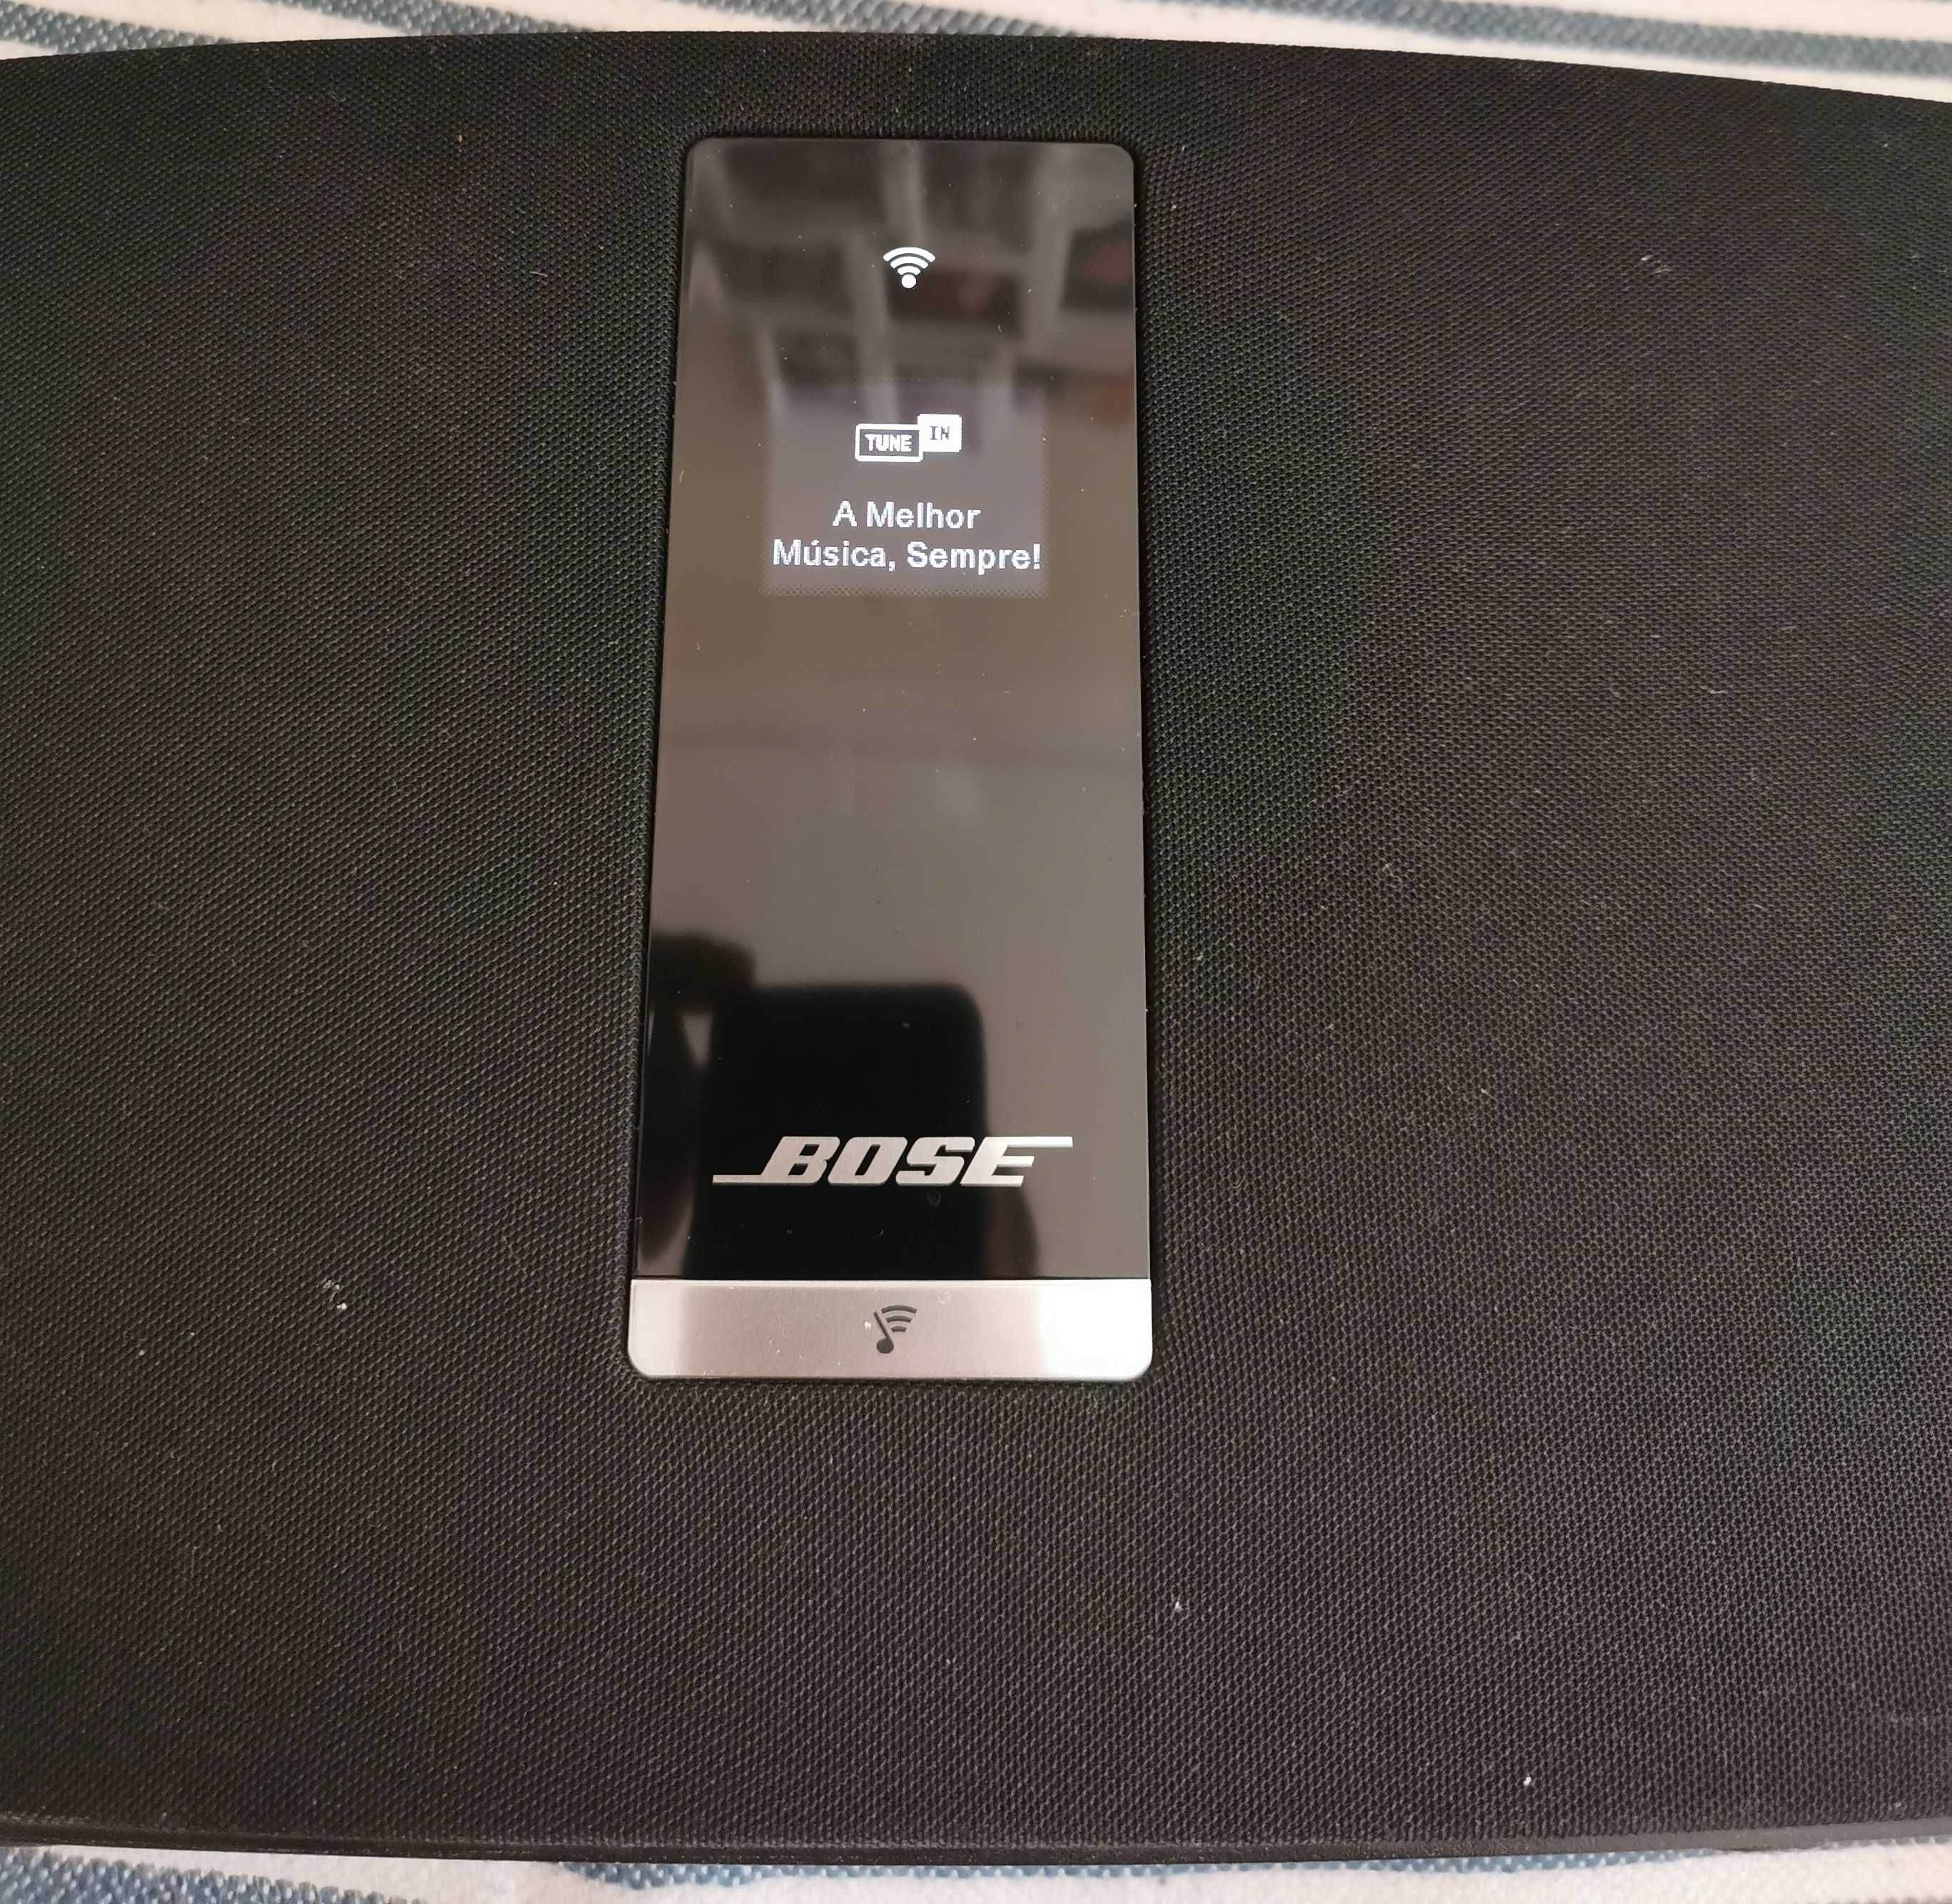 TUNE IN
A Melhor
Música, Sempre!
BOSE